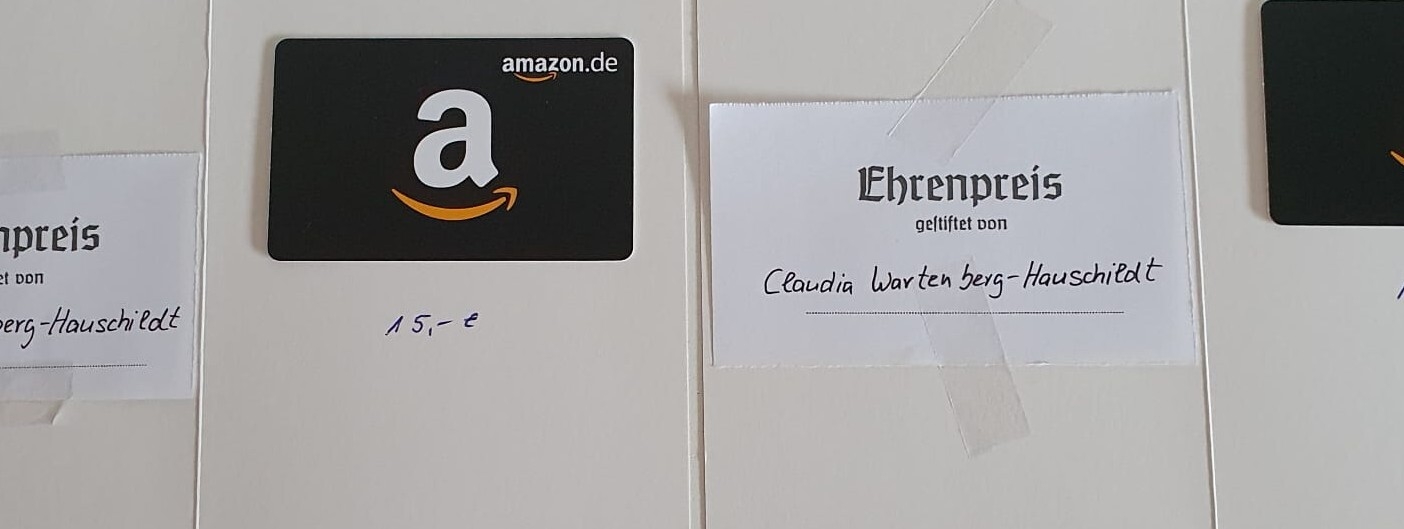 npreis
et von
berg-Hauschildt
amazon.de
a
15,- €
Ehrenpreis
geſtiftet von
Claudia Wartenberg-Hauschildt